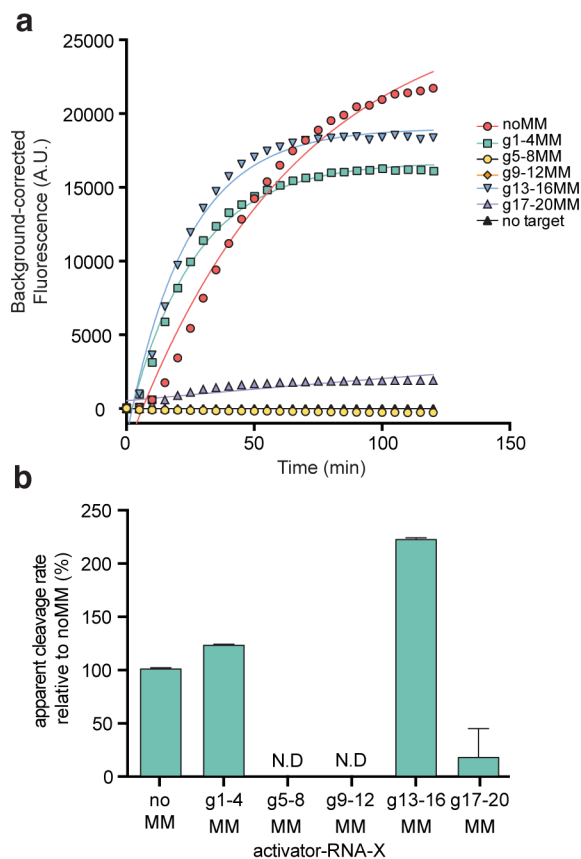 a
25000
20000
15000
10000
5000
0
Background-corrected
Fluorescence (A.U.)
0
50
100
150
Time (min)
noMM
g1-4MM
g5-8MM
g9-12MM
g13-16MM
g17-20MM
no target
b
250
200
150
100
50
0
apparent cleavage rate
relative to noMM (%)
N.D
N.D
no
MM
g1-4
MM
g5-8
MM
g9-12
MM
g13-16
MM
g17-20
MM
activator-RNA-X